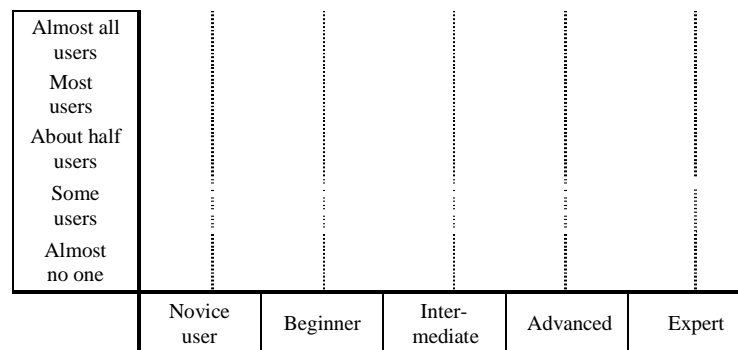 Almost all
users
Most
users
About half
users
Some
users
Almost
no one
Novice
user
Beginner
Inter-
mediate
Advanced
Expert